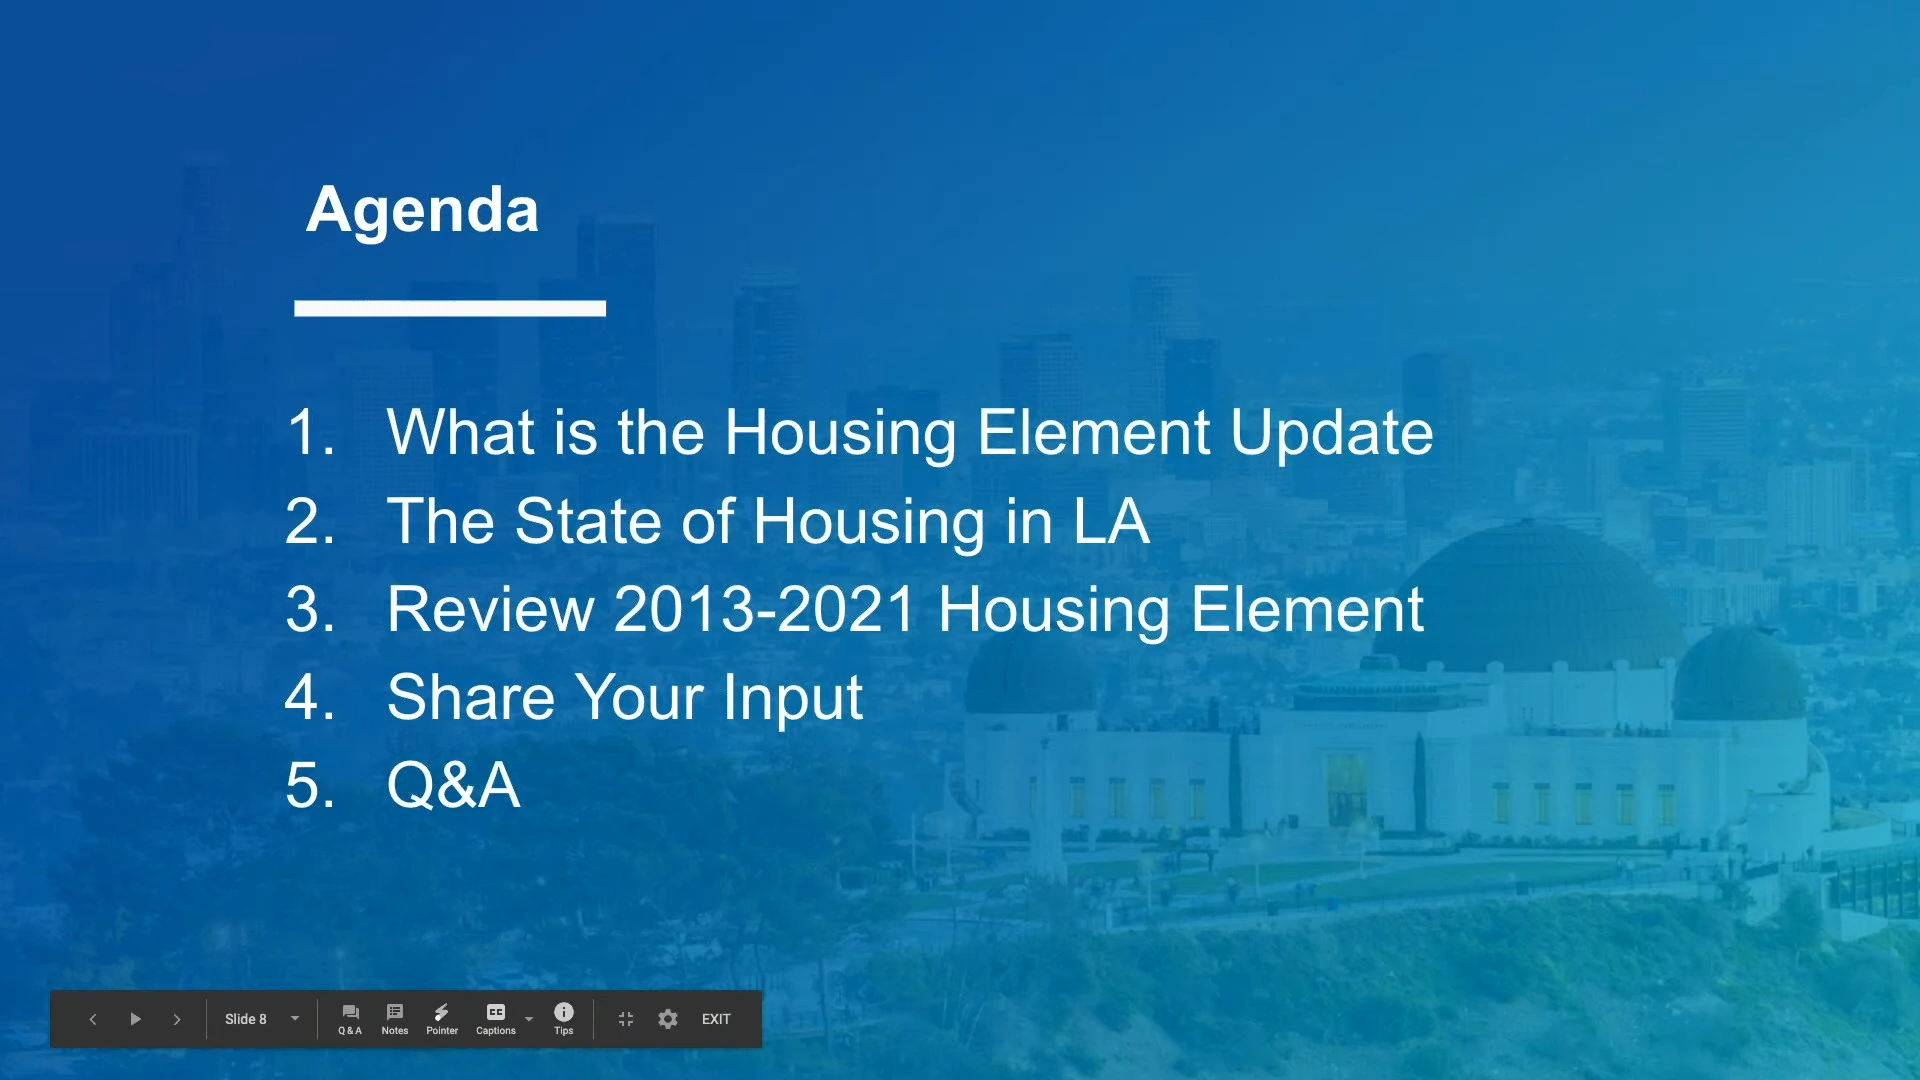 Agenda
1. What is the Housing Element Update
2. The State of Housing in LA
3. Review 2013-2021 Housing Element
4. Share Your Input
5. Q&A
Slide 8
Q & A
Notes
Pointer
CC
Captions
Tips
EXIT